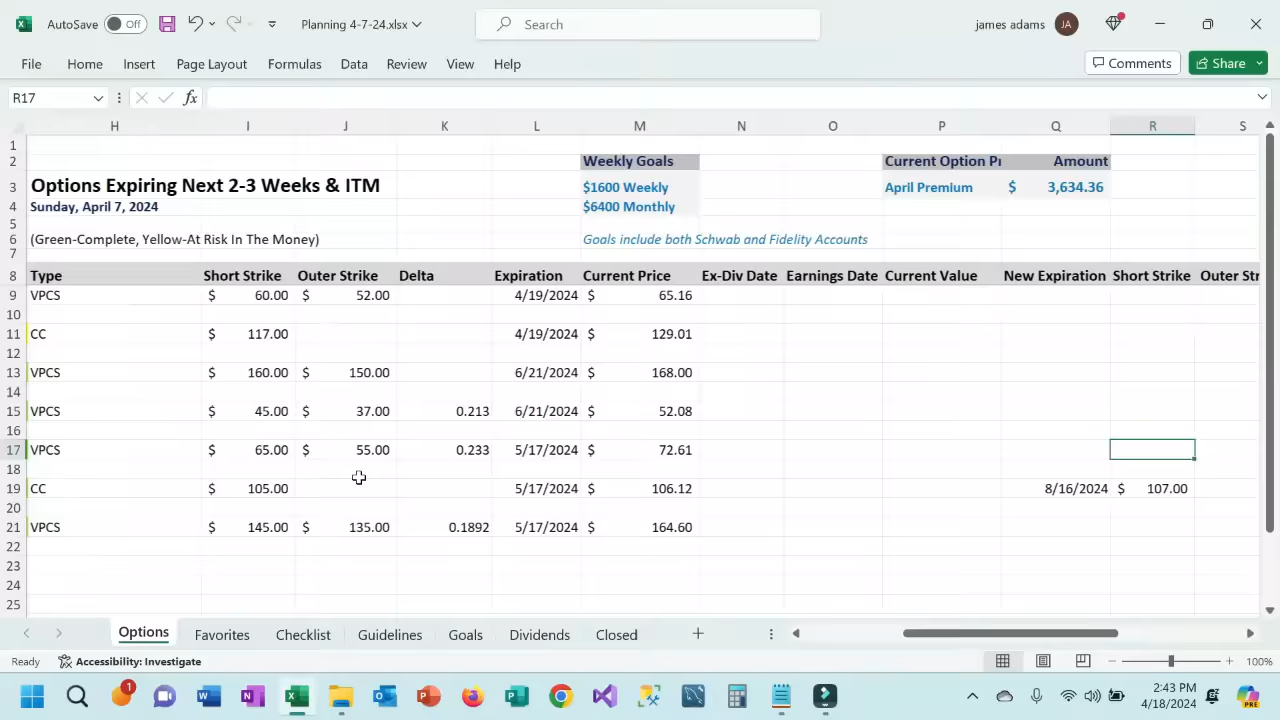 AutoSave Off Planning 4-7-24.xlsx Search james adams JA
File Home Insert Page Layout Formulas Data Review View Help Comments Share
R17 fx
H I J K L M N O P Q R S
1
2 Weekly Goals Current Option Pr Amount
3 Options Expiring Next 2-3 Weeks & ITM $1600 Weekly April Premium $ 3,634.36
4 Sunday, April 7, 2024 $6400 Monthly
5
6 (Green-Complete, Yellow-At Risk In The Money) Goals include both Schwab and Fidelity Accounts
7
8 Type Short Strike Outer Strike Delta Expiration Current Price Ex-Div Date Earnings Date Current Value New Expiration Short Strike Outer Str
9 VPCS $ 60.00 $ 52.00 4/19/2024 $ 65.16
10
11 CC $ 117.00 4/19/2024 $ 129.01
12
13 VPCS $ 160.00 $ 150.00 6/21/2024 $ 168.00
14
15 VPCS $ 45.00 $ 37.00 0.213 6/21/2024 $ 52.08
16
17 VPCS $ 65.00 $ 55.00 0.233 5/17/2024 $ 72.61
18
19 CC $ 105.00 5/17/2024 $ 106.12 8/16/2024 $ 107.00
20
21 VPCS $ 145.00 $ 135.00 0.1892 5/17/2024 $ 164.60
22
23
24
25
Options Favorites Checklist Guidelines Goals Dividends Closed
Ready Accessibility: Investigate 100%
1 2:43 PM
4/18/2024 PRE